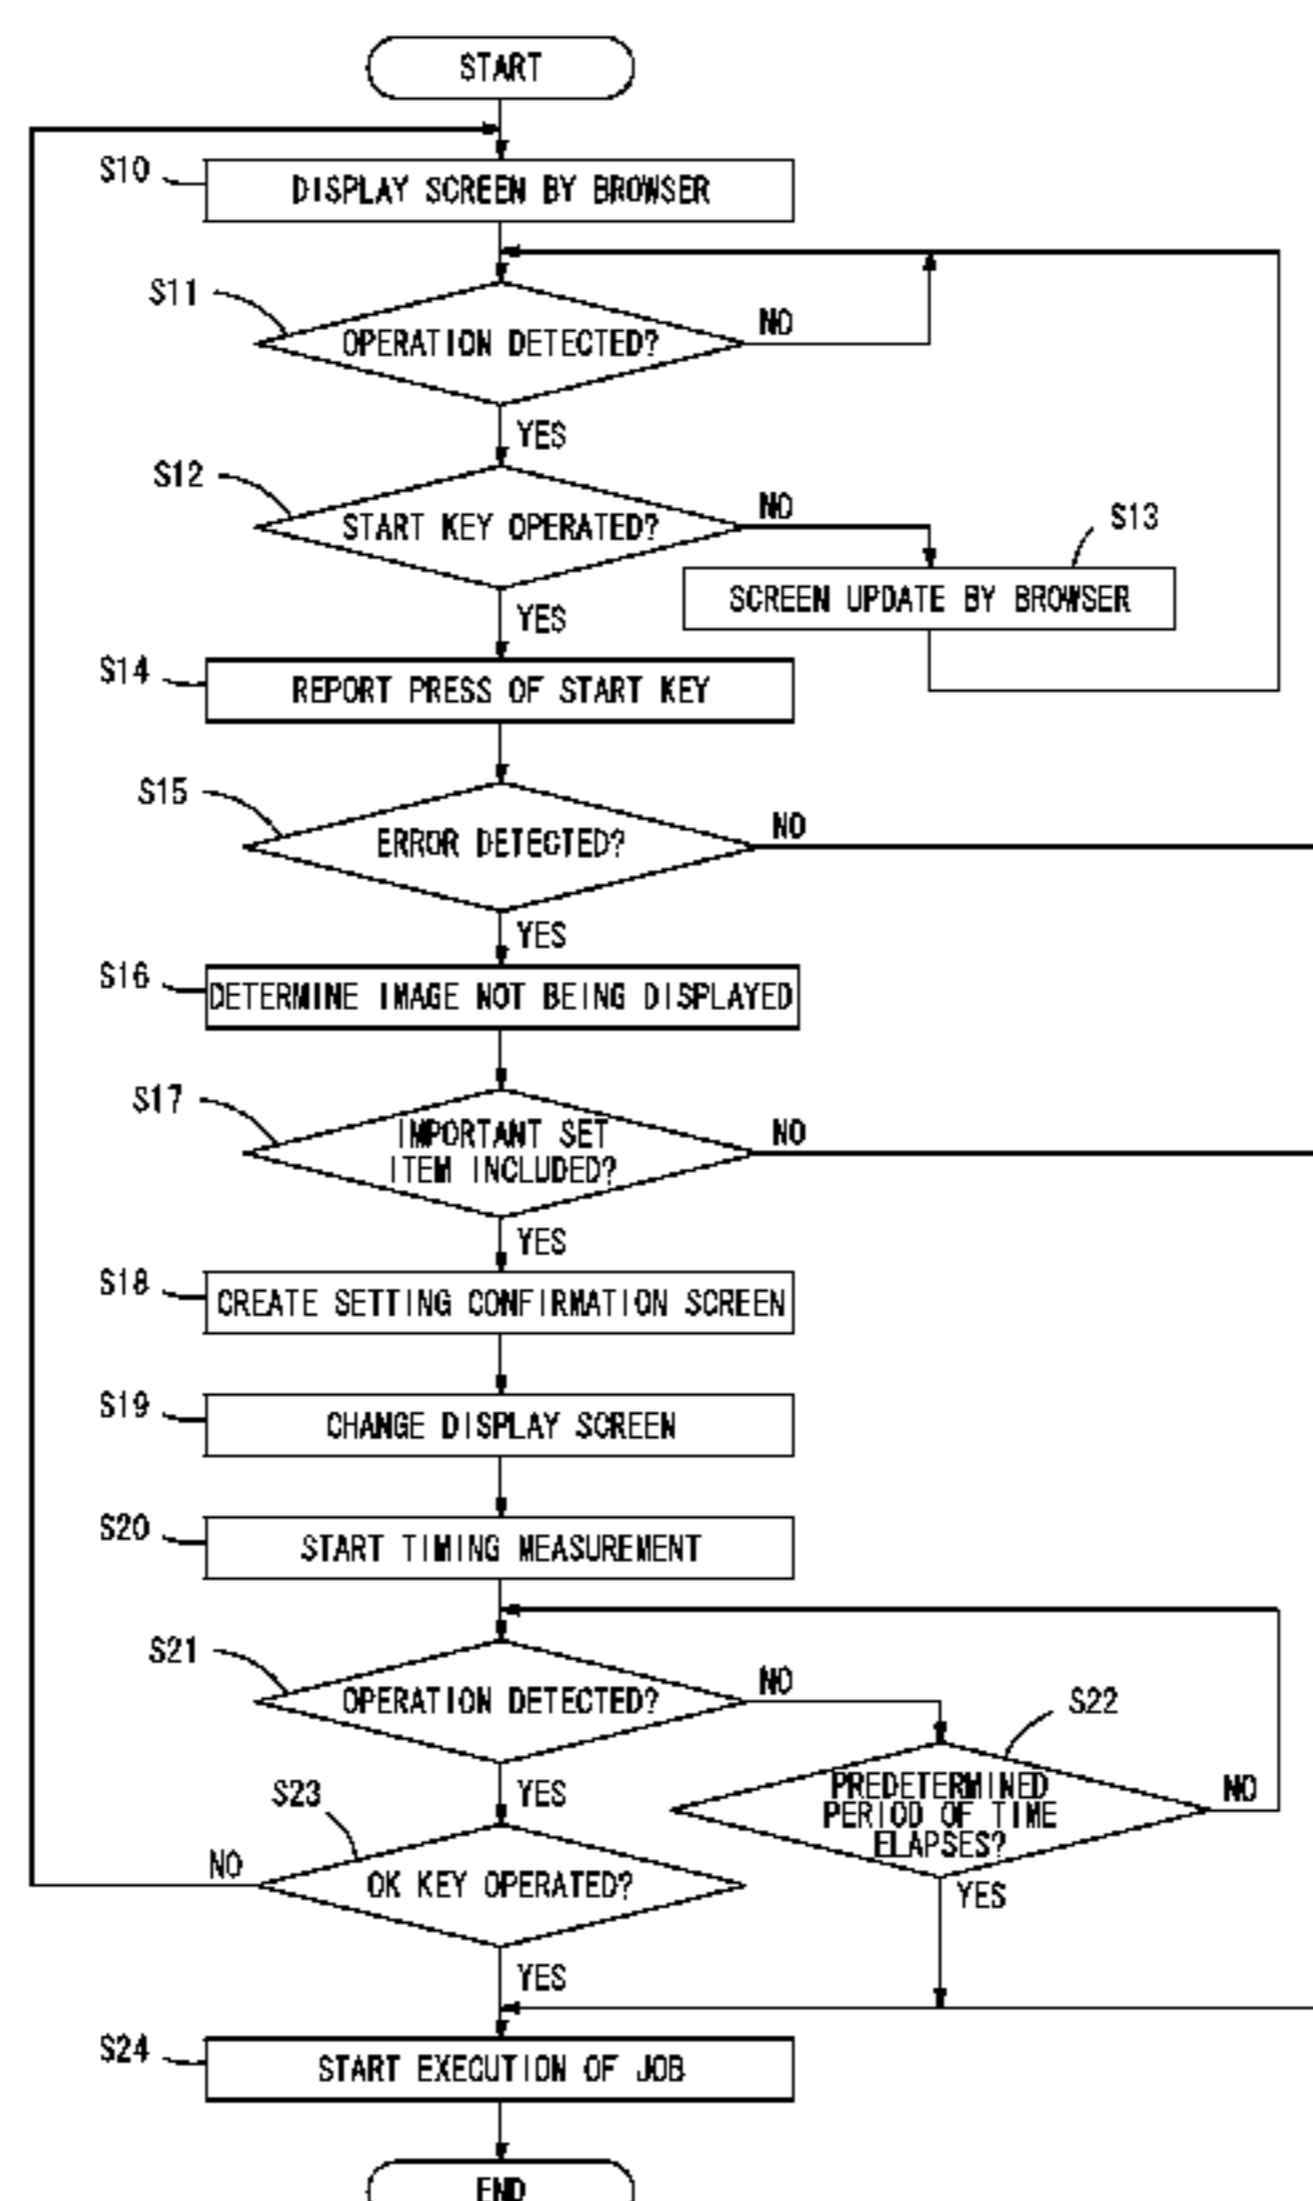 START
S10
DISPLAY SCREEN BY BROWSER
S11
OPERATION DETECTED?
NO
YES
S12
START KEY OPERATED?
NO
S13
SCREEN UPDATE BY BROWSER
YES
S14
REPORT PRESS OF START KEY
S15
ERROR DETECTED?
NO
YES
S16
DETERMINE IMAGE NOT BEING DISPLAYED
S17
IMPORTANT SET
ITEM INCLUDED?
NO
YES
S18
CREATE SETTING CONFIRMATION SCREEN
S19
CHANGE DISPLAY SCREEN
S20
START TIMING MEASUREMENT
S21
OPERATION DETECTED?
NO
S22
PREDETERMINED
PERIOD OF TIME
ELAPSES?
NO
YES
YES
S23
OK KEY OPERATED?
NO
YES
S24
START EXECUTION OF JOB
END